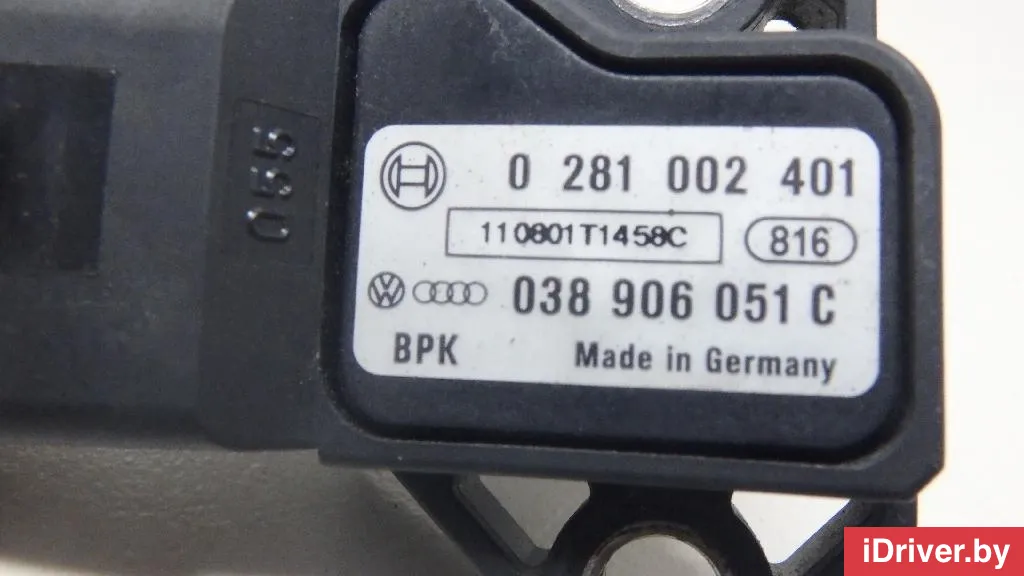 055
0 281 002 401
110801T1458C 816
038 906 051 C
BPK Made in Germany
iDriver.by